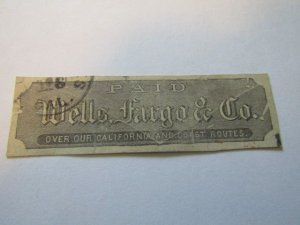 PAID
Wells, Fargo & Co.
OVER OUR CALIFORNIA AND COAST ROUTES.